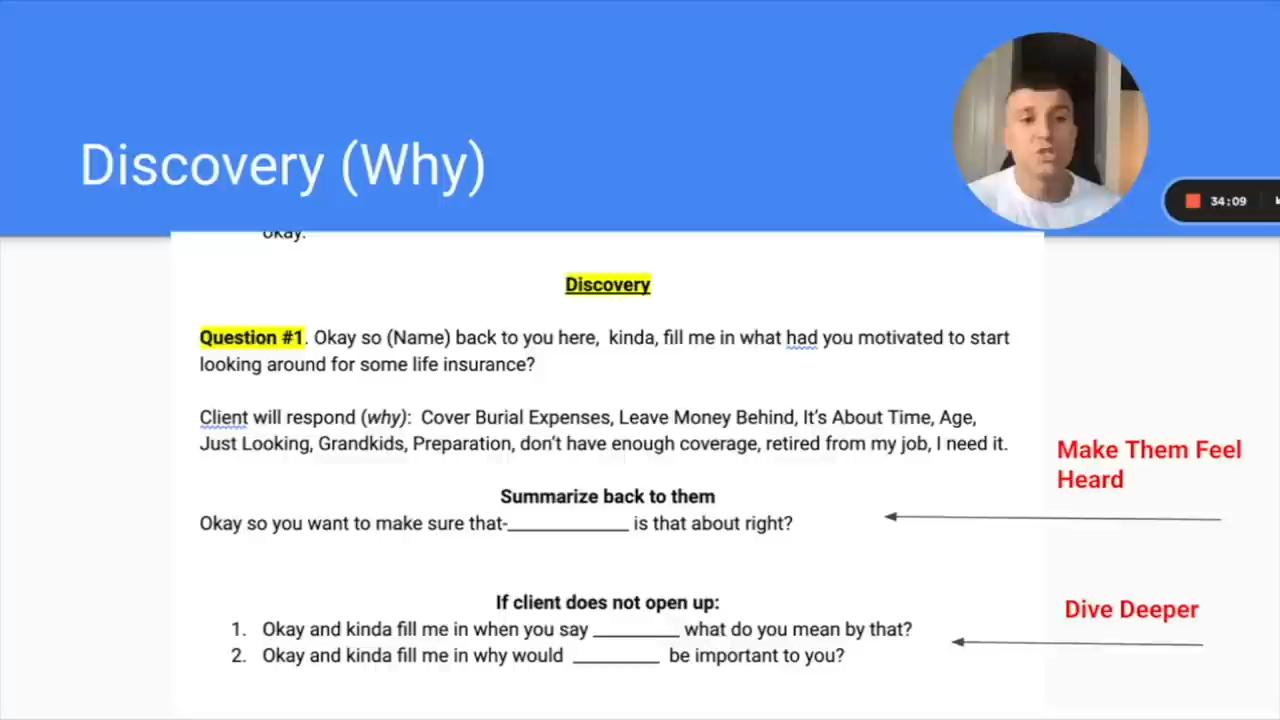 Discovery (Why)
34:09
okay.
Discovery
Question #1. Okay so (Name) back to you here,  kinda, fill me in what had you motivated to start
looking around for some life insurance?
Client will respond (why):  Cover Burial Expenses, Leave Money Behind, It's About Time, Age,
Just Looking, Grandkids, Preparation, don't have enough coverage, retired from my job, I need it.
Make Them Feel
Heard
Summarize back to them
Okay so you want to make sure that-____________ is that about right?
If client does not open up:
Dive Deeper
1. Okay and kinda fill me in when you say ________ what do you mean by that?
2. Okay and kinda fill me in why would ________ be important to you?